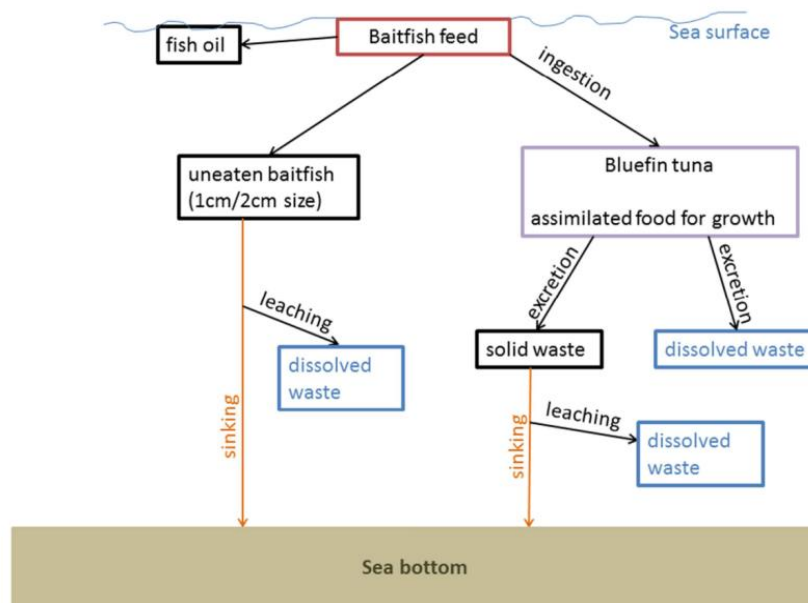 Sea surface
Baitfish feed
fish oil
ingestion
uneaten baitfish
(1cm/2cm size)
Bluefin tuna
assimilated food for growth
excretion
excretion
leaching
solid waste
dissolved waste
dissolved
waste
sinking
sinking
leaching
dissolved
waste
Sea bottom